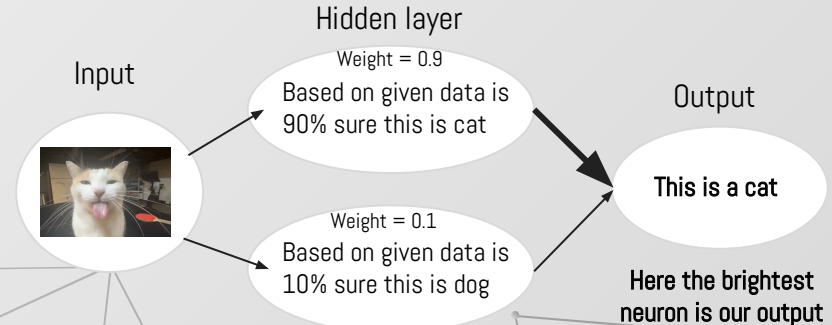 Hidden layer
Input
Weight = 0.9
Based on given data is
90% sure this is cat
Weight = 0.1
Based on given data is
10% sure this is dog
Output
This is a cat
Here the brightest
neuron is our output